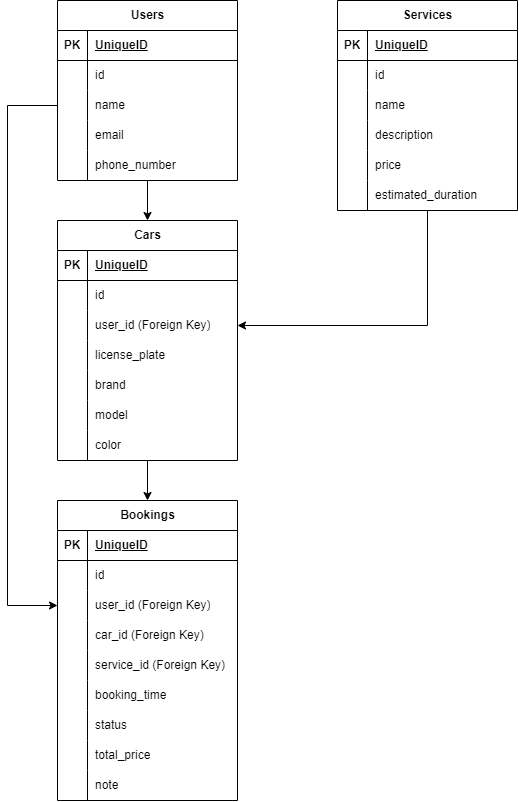 Users
PK UniqueID
id
name
email
phone_number
Services
PK UniqueID
id
name
description
price
estimated_duration
Cars
PK UniqueID
id
user_id (Foreign Key)
license_plate
brand
model
color
Bookings
PK UniqueID
id
user_id (Foreign Key)
car_id (Foreign Key)
service_id (Foreign Key)
booking_time
status
total_price
note